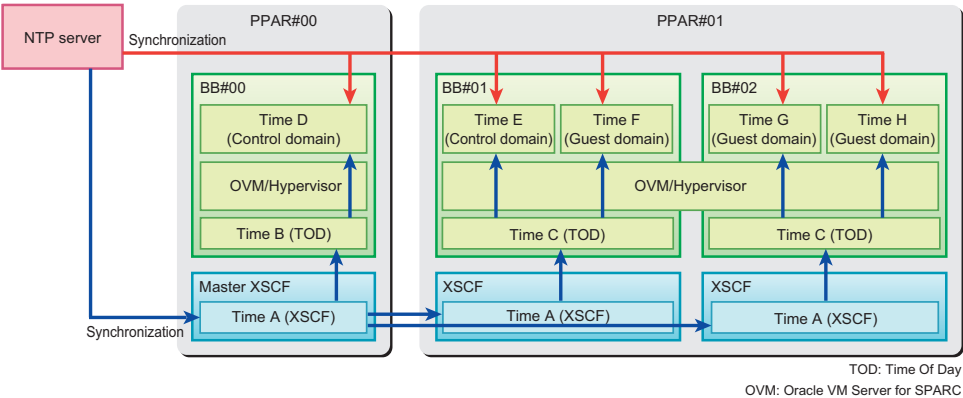 PPAR#00
PPAR#01
NTP server
Synchronization
BB#00
BB#01
BB#02
Time D
(Control domain)
Time E
(Control domain)
Time F
(Guest domain)
Time G
(Guest domain)
Time H
(Guest domain)
OVM/Hypervisor
OVM/Hypervisor
Time B (TOD)
Time C (TOD)
Time C (TOD)
Master XSCF
XSCF
XSCF
Time A (XSCF)
Time A (XSCF)
Time A (XSCF)
Synchronization
TOD: Time Of Day
OVM: Oracle VM Server for SPARC